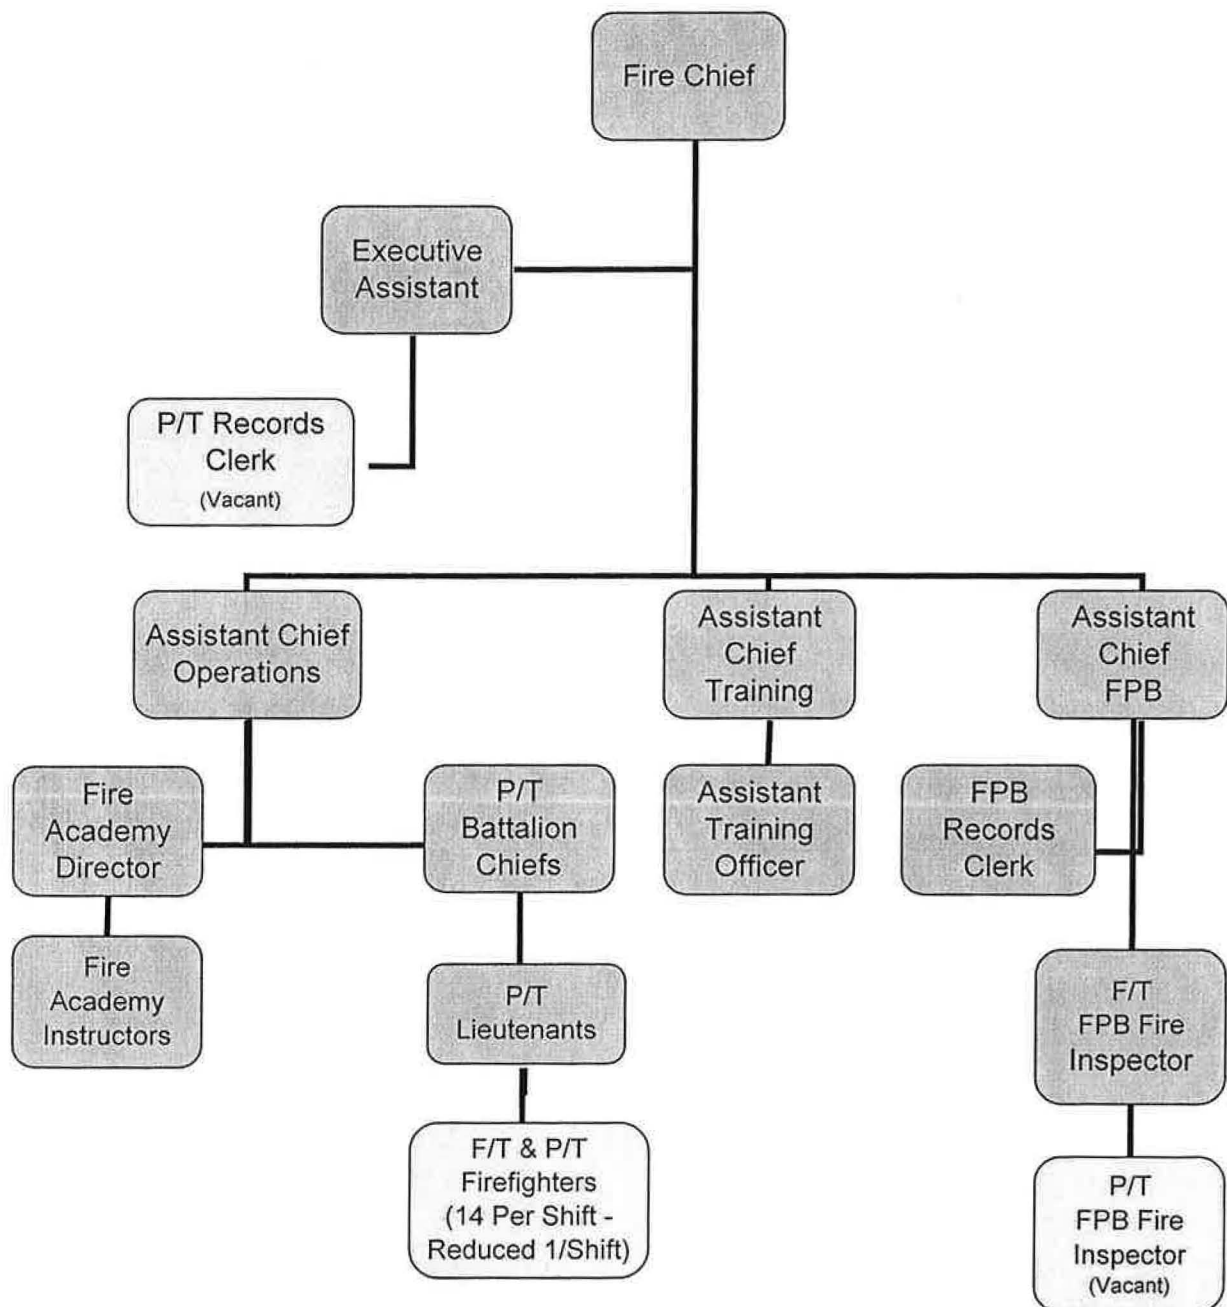 Fire Chief
Executive
Assistant
P/T Records
Clerk
(Vacant)
Assistant Chief
Operations
Assistant
Chief
Training
Assistant
Chief
FPB
Fire
Academy
Director
P/T
Battalion
Chiefs
Assistant
Training
Officer
FPB
Records
Clerk
Fire
Academy
Instructors
P/T
Lieutenants
F/T
FPB Fire
Inspector
F/T & P/T
Firefighters
(14 Per Shift -
Reduced 1/Shift)
P/T
FPB Fire
Inspector
(Vacant)